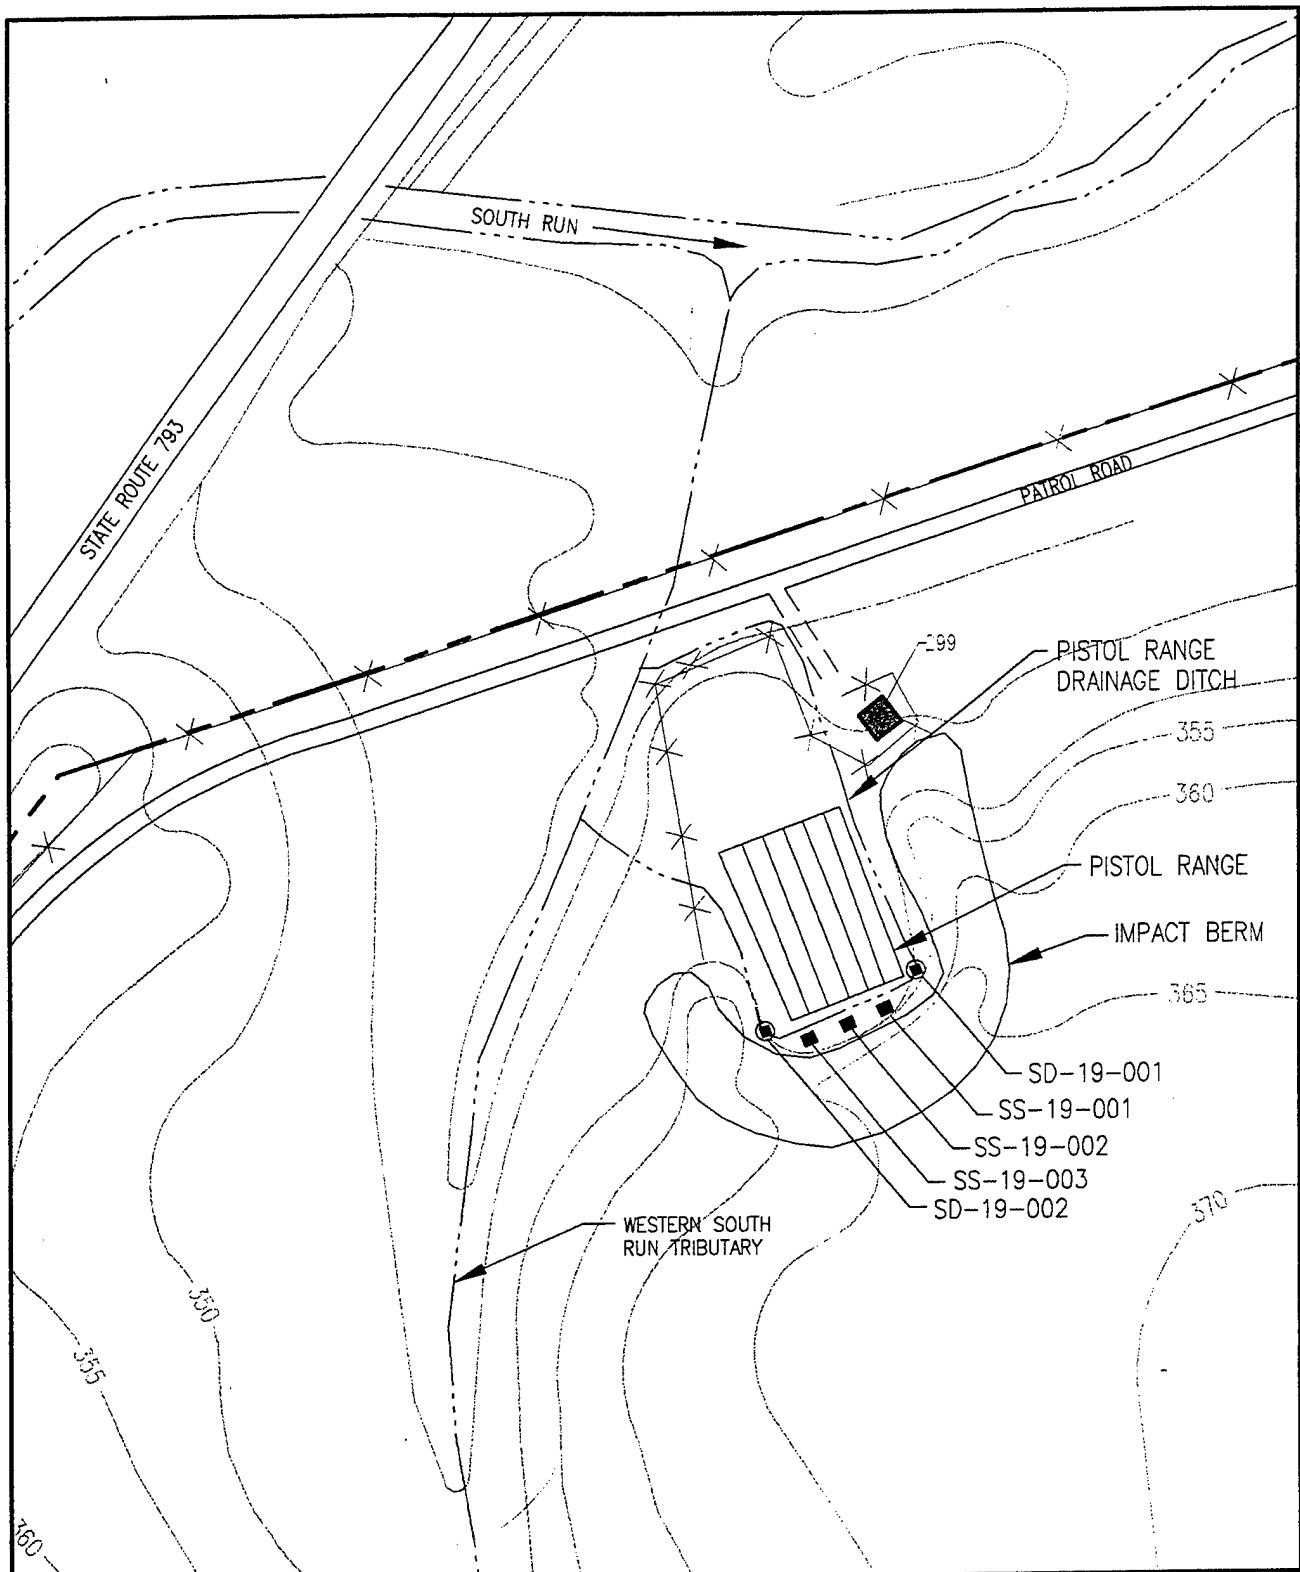 SOUTH RUN
STATE ROUTE 793
PATROL ROAD
PISTOL RANGE
DRAINAGE DITCH
355
360
PISTOL RANGE
IMPACT BERM
365
SD-19-001
SS-19-001
SS-19-002
SS-19-003
SD-19-002
370
WESTERN SOUTH
RUN TRIBUTARY
350
355
360